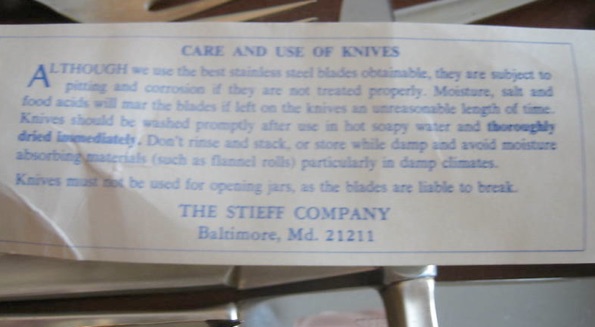 CARE AND USE OF KNIVES
ALTHOUGH we use the best stainless steel blades obtainable, they are subject to
pitting and corrosion if they are not treated properly. Moisture, salt and
food acids will mar the blades if left on the knives an unreasonable length of time.
Knives should be washed promptly after use in hot soapy water and thoroughly
dried immediately. Don't rinse and stack, or store while damp and avoid moisture
absorbing materials (such as flannel rolls) particularly in damp climates.
Knives must not be used for opening jars, as the blades are liable to break.
THE STIEFF COMPANY
Baltimore, Md. 21211